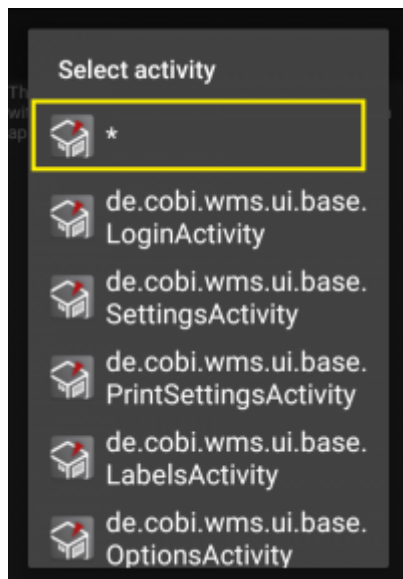 Select activity
*
de.cobi.wms.ui.base.
LoginActivity
de.cobi.wms.ui.base.
SettingsActivity
de.cobi.wms.ui.base.
PrintSettingsActivity
de.cobi.wms.ui.base.
LabelsActivity
de.cobi.wms.ui.base.
OptionsActivity